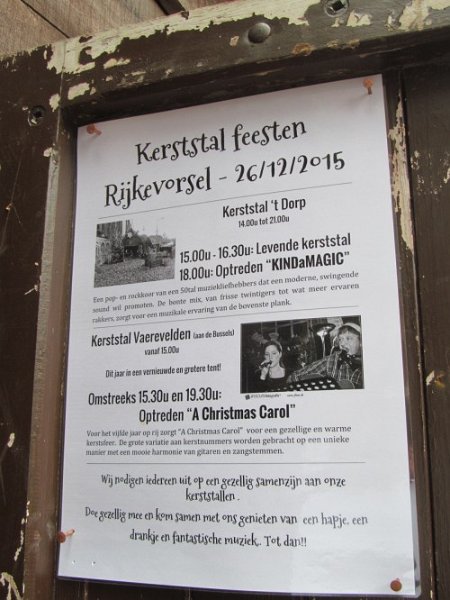 Kerststal feesten
Rijkevorsel - 26/12/2015
Kerststal 't Dorp
14.00u tot 21.00u
15.00u - 16.30u: Levende kerststal
18.00u: Optreden "KINDaMAGIC"
Een pop- en rockkoor van een 50tal muziekliefhebbers dat een moderne, swingende
sound wil promoten. De bonte mix, van frisse twintigers tot wat meer ervaren
rakkers, zorgt voor een muzikale ervaring van de bovenste plank.
Kerststal Vaerevelden (aan de Bussels)
vanaf 15.00u
Dit jaar in een vernieuwde en grotere tent!
Omstreeks 15.30u en 19.30u:
Optreden "A Christmas Carol"
Voor het vijfde jaar op rij zorgt "A Christmas Carol" voor een gezellige en warme
kerstsfeer. De grote variatie aan kerstnummers worden gebracht op een unieke
manier met een mooie harmonie van gitaren en zangstemmen.
Wij nodigen iedereen uit op een gezellig samenzijn aan onze
kerststallen.
Doe gezellig mee en kom samen met ons genieten van een hapje, een
drankje en fantastische muziek. Tot dan!!